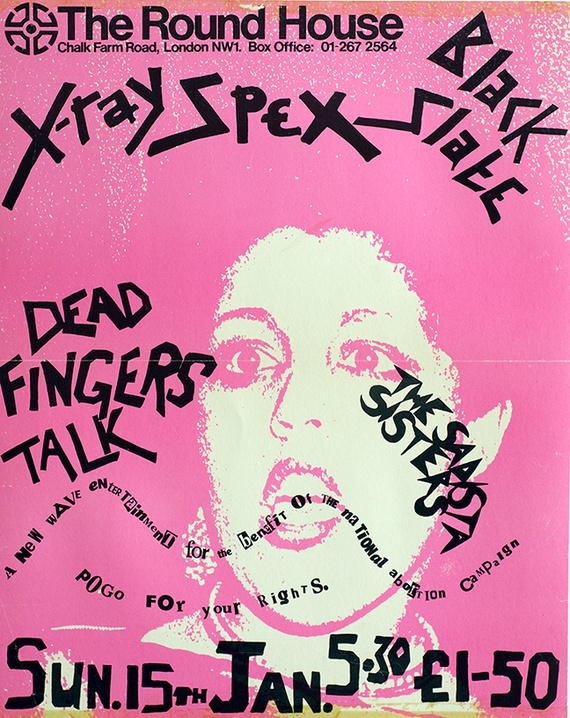 The Round House
Chalk Farm Road, London NW1. Box Office: 01-267 2564
X-ray Spex
Black
Slate
DEAD
FINGERS
TALK
THE SADISTA
SISTERS
A NeW wAVE eNtERTaiNmenT for the BenefiT Of THE naTiONal abORTION CaMPaIgN
POGO FOr your RighTs.
SUN.15TH JAN. 5·30 £1-50